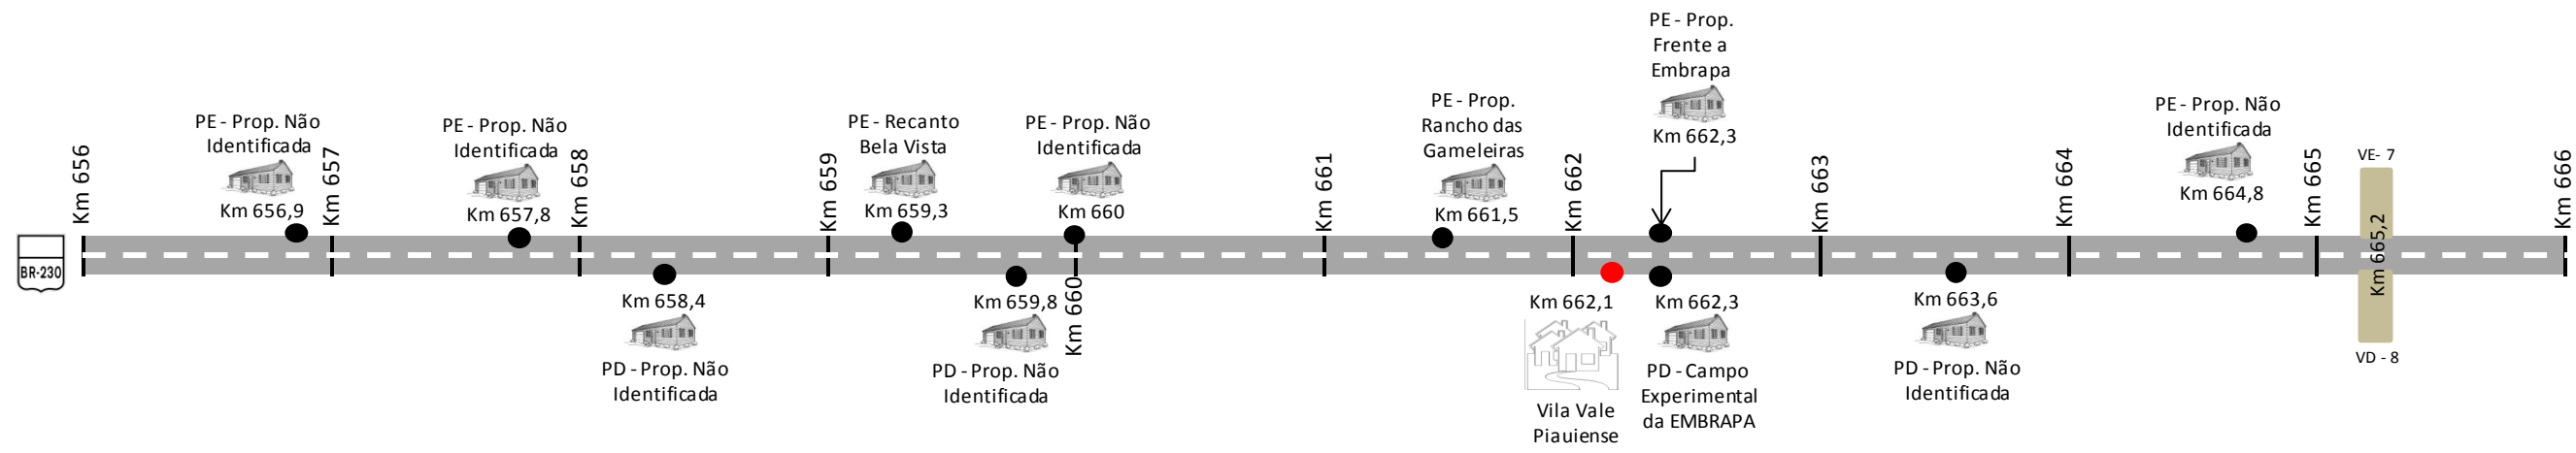 PE - Prop.
Frente a
Embrapa
Km 662,3
PE - Prop. Não
Identificada
Km 656,9
PE - Prop. Não
Identificada
Km 657,8
PE - Recanto
Bela Vista
Km 659,3
PE - Prop. Não
Identificada
Km 660
PE - Prop.
Rancho das
Gameleiras
Km 661,5
PE - Prop. Não
Identificada
Km 664,8
VE- 7
Km 656
Km 657
Km 658
Km 659
Km 660
Km 661
Km 662
Km 663
Km 664
Km 665
Km 665,2
Km 666
BR-230
Km 658,4
PD - Prop. Não
Identificada
Km 659,8
PD - Prop. Não
Identificada
Km 662,1
Vila Vale
Piauiense
Km 662,3
PD - Campo
Experimental
da EMBRAPA
Km 663,6
PD - Prop. Não
Identificada
VD - 8